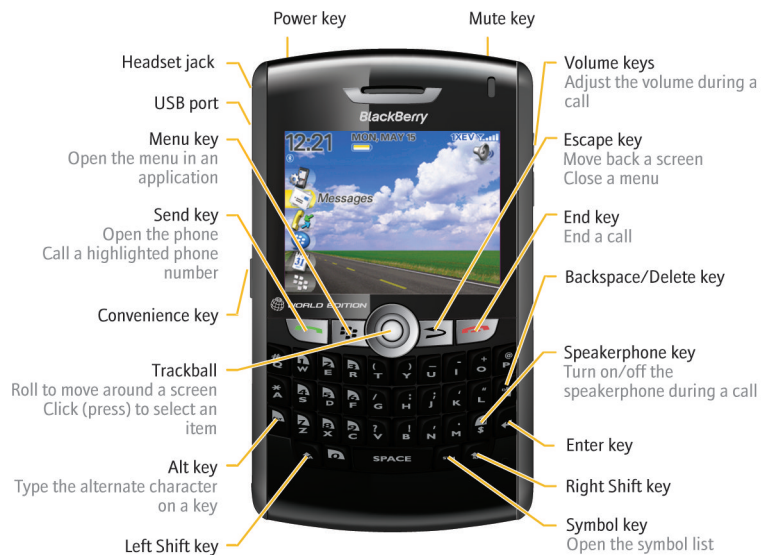 Power key
Mute key
Headset jack
USB port
Menu key
Open the menu in an
application
Send key
Open the phone
Call a highlighted phone
number
Convenience key
Trackball
Roll to move around a screen
Click (press) to select an
item
Alt key
Type the alternate character
on a key
Left Shift key
BlackBerry
12:21
MON, MAY 15
1XEV
Messages
31
WORLD EDITION
# Q W E R ( T ) Y _ U - I + O @ P
* A S D F / G : H ; J ' K " L
Z X C ? V ! B , N . M $
0 SPACE
Volume keys
Adjust the volume during a
call
Escape key
Move back a screen
Close a menu
End key
End a call
Backspace/Delete key
Speakerphone key
Turn on/off the
speakerphone during a call
Enter key
Right Shift key
Symbol key
Open the symbol list